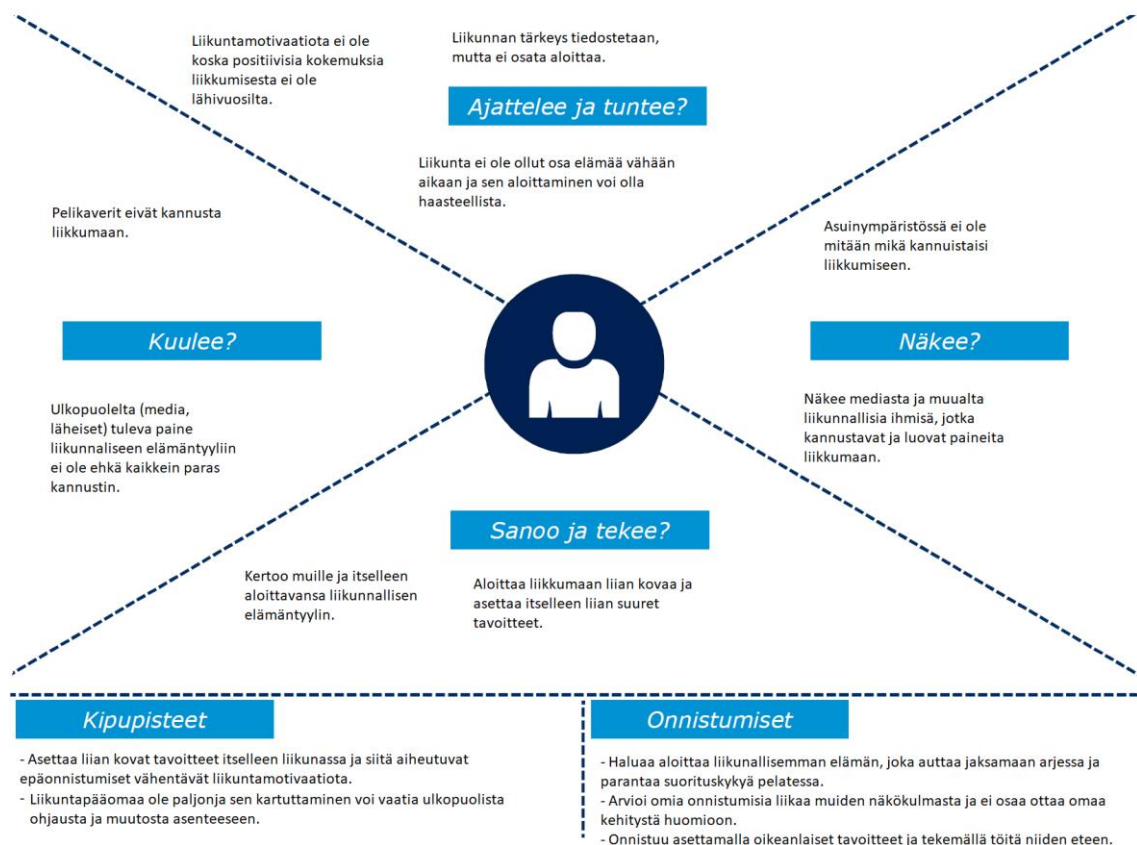 Liikuntamotivaatiota ei ole
koska positiivisia kokemuksia
liikkumisesta ei ole
lähivuosilta.
Liikunnan tärkeys tiedostetaan,
mutta ei osata aloittaa.
Ajattelee ja tuntee?
Liikunta ei ole ollut osa elämää vähään
aikaan ja sen aloittaminen voi olla
haasteellista.
Pelikaverit eivät kannusta
liikkumaan.
Asuinympäristössä ei ole
mitään mikä kannuistaisi
liikkumiseen.
Kuulee?
Näkee?
Ulkopuolelta (media,
läheiset) tuleva paine
liikunnaliseen elämäntyyliin
ei ole ehkä kaikkein paras
kannustin.
Näkee mediasta ja muualta
liikunnallisia ihmisä, jotka
kannustavat ja luovat paineita
liikkumaan.
Sanoo ja tekee?
Kertoo muille ja itselleen
aloittavansa liikunnallisen
elämäntyylin.
Aloittaa liikkumaan liian kovaa ja
asettaa itselleen liian suuret
tavoitteet.
Kipupisteet
- Asettaa liian kovat tavoitteet itselleen liikunassa ja siitä aiheutuvat
epäonnistumiset vähentävät liikuntamotivaatiota.
- Liikuntapääomaa ole paljonja sen kartuttaminen voi vaatia ulkopuolista
ohjausta ja muutosta asenteeseen.
Onnistumiset
- Haluaa aloittaa liikunallisemman elämän, joka auttaa jaksamaan arjessa ja
parantaa suorituskykyä pelatessa.
- Arvioi omia onnistumisia liikaa muiden näkökulmasta ja ei osaa ottaa omaa
kehitystä huomioon.
- Onnistuu asettamalla oikeanlaiset tavoitteet ja tekemällä töitä niiden eteen.